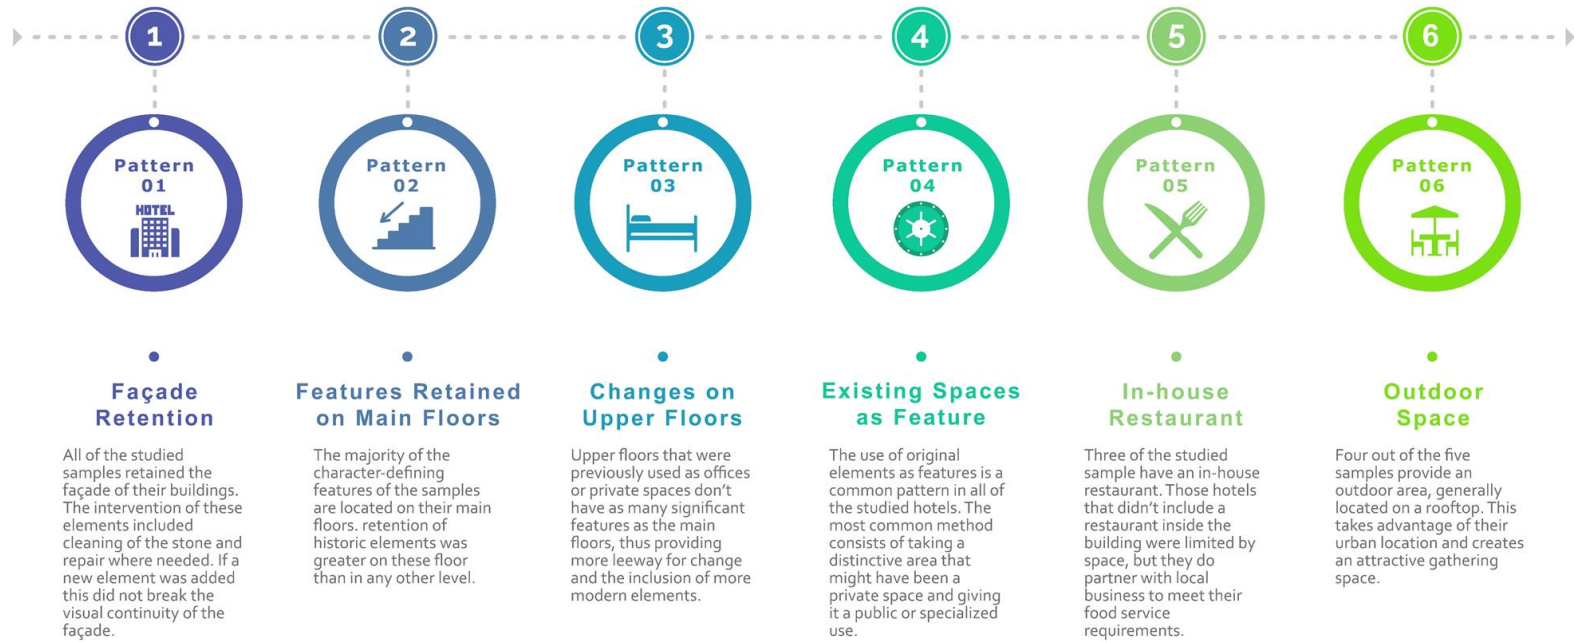 1
2
3
4
5
6
Pattern
01
HOTEL
Pattern
02
Pattern
03
Pattern
04
Pattern
05
Pattern
06
Façade
Retention
All of the studied
samples retained the
façade of their buildings.
The intervention of these
elements included
cleaning of the stone and
repair where needed. If a
new element was added
this did not break the
visual continuity of the
façade.
Features Retained
on Main Floors
The majority of the
character-defining
features of the samples
are located on their main
floors. retention of
historic elements was
greater on these floor
than in any other level.
Changes on
Upper Floors
Upper floors that were
previously used as offices
or private spaces don't
have as many significant
features as the main
floors, thus providing
more leeway for change
and the inclusion of more
modern elements.
Existing Spaces
as Feature
The use of original
elements as features is a
common pattern in all of
the studied hotels. The
most common method
consists of taking a
distinctive area that
might have been a
private space and giving
it a public or specialized
use.
In-house
Restaurant
Three of the studied
sample have an in-house
restaurant. Those hotels
that didn't include a
restaurant inside the
building were limited by
space, but they do
partner with local
business to meet their
food service
requirements.
Outdoor
Space
Four out of the five
samples provide an
outdoor area, generally
located on a rooftop. This
takes advantage of their
urban location and creates
an attractive gathering
space.